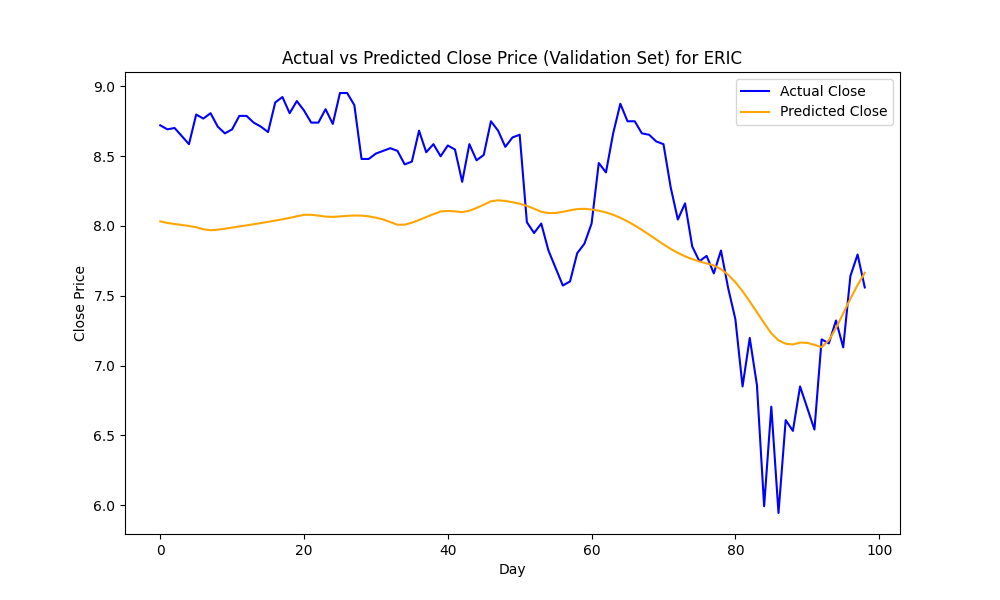 Actual vs Predicted Close Price (Validation Set) for ERIC
Actual Close
Predicted Close
9.0
8.5
8.0
7.5
7.0
6.5
6.0
Close Price
0
20
40
60
80
100
Day